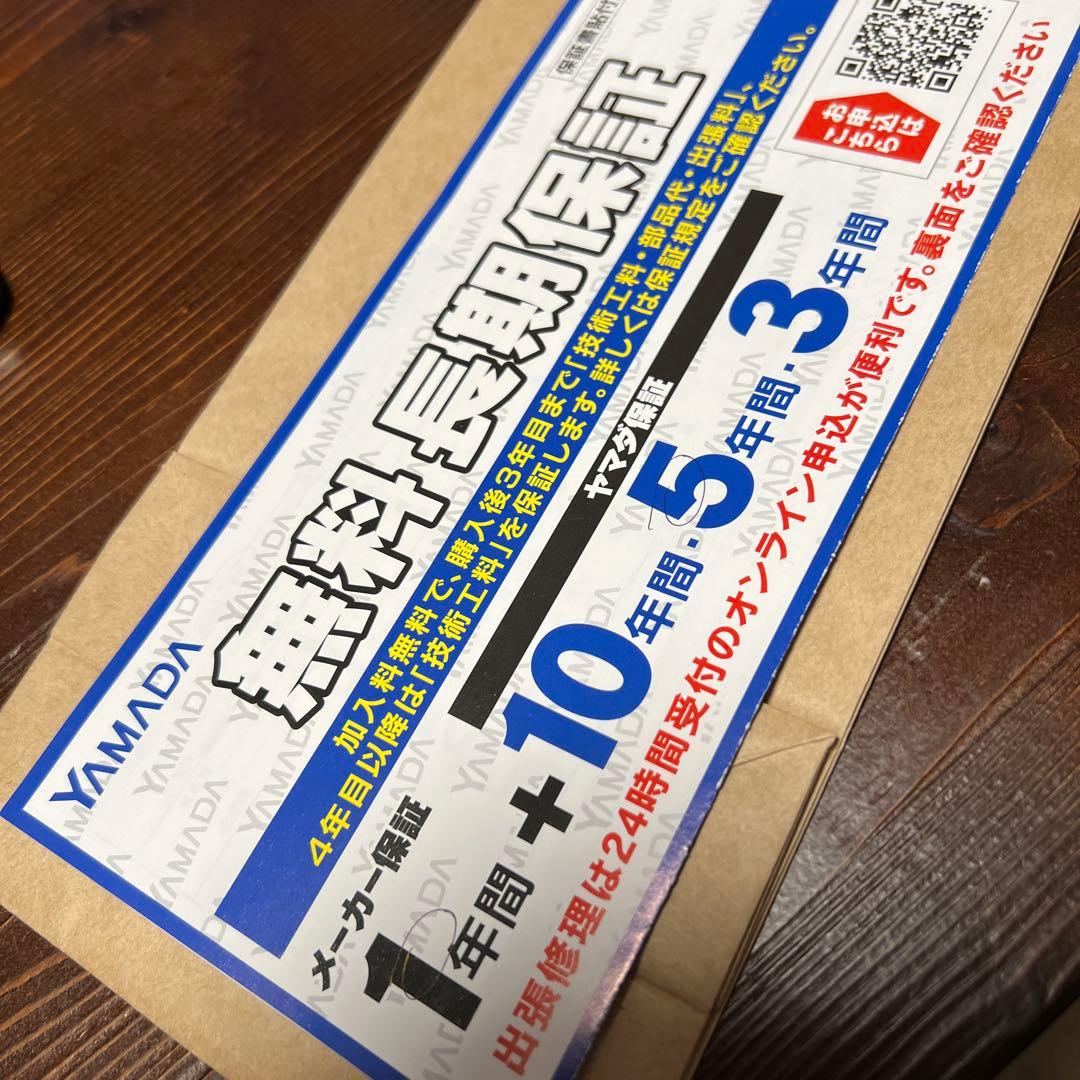 保証書貼付
YAMADA
無料長期保証
加入料無料で、購入後3年目まで「技術工料・部品代・出張料」、
4年目以降は「技術工料」を保証します。詳しくは保証規定をご確認ください。
メーカー保証
ヤマダ保証
1年間+10年間・5年間・3年間
お申込は
こちら
出張修理は24時間受付のオンライン申込が便利です。裏面をご確認ください